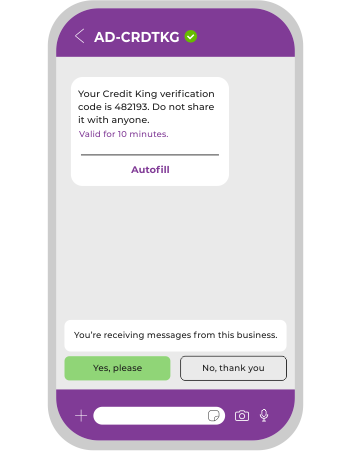 AD-CRDTKG
Your Credit King verification
code is 482193. Do not share
it with anyone.
Valid for 10 minutes.
Autofill
You're receiving messages from this business.
Yes, please
No, thank you